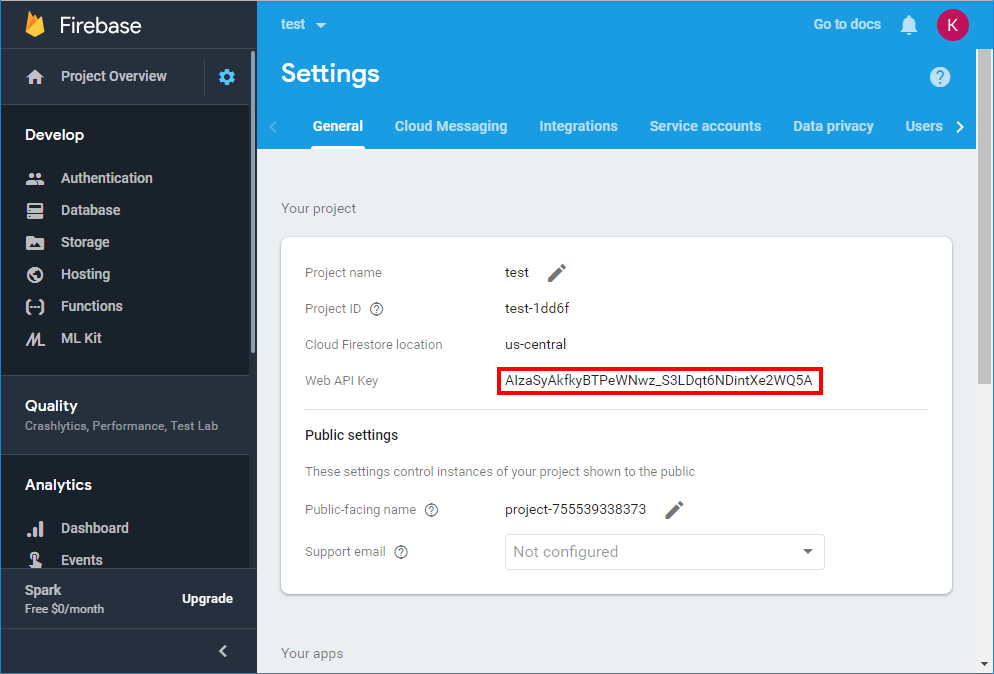 Firebase
test
Go to docs
K
Project Overview
Settings
?
Develop
General Cloud Messaging Integrations Service accounts Data privacy Users
Authentication
Database
Storage
Hosting
Functions
ML Kit
Your project
Project name test
Project ID ? test-1dd6f
Cloud Firestore location us-central
Web API Key AIzaSyAkfkyBTPeWNwz_S3LDqt6NDintXe2WQ5A
Quality
Crashlytics, Performance, Test Lab
Public settings
These settings control instances of your project shown to the public
Analytics
Public-facing name ? project-755539338373
Dashboard
Support email ? Not configured
Events
Spark
Free $0/month
Upgrade
Your apps